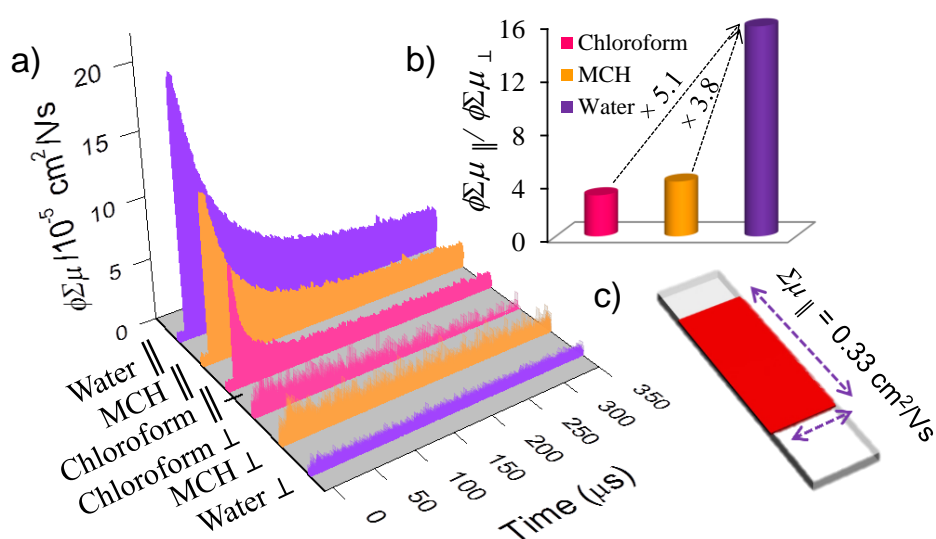 a)
ϕΣμ /10⁻⁵ cm²/Vs
20
15
10
5
0
Water ∥
MCH ∥
Chloroform ∥
Chloroform ⊥
MCH ⊥
Water ⊥
0
50
100
150
200
250
300
350
Time (μs)
b)
ϕΣμ ∥/ ϕΣμ ⊥
16
12
8
4
0
Chloroform
MCH
Water
× 5.1
× 3.8
c)
Σμ ∥ = 0.33 cm²/Vs